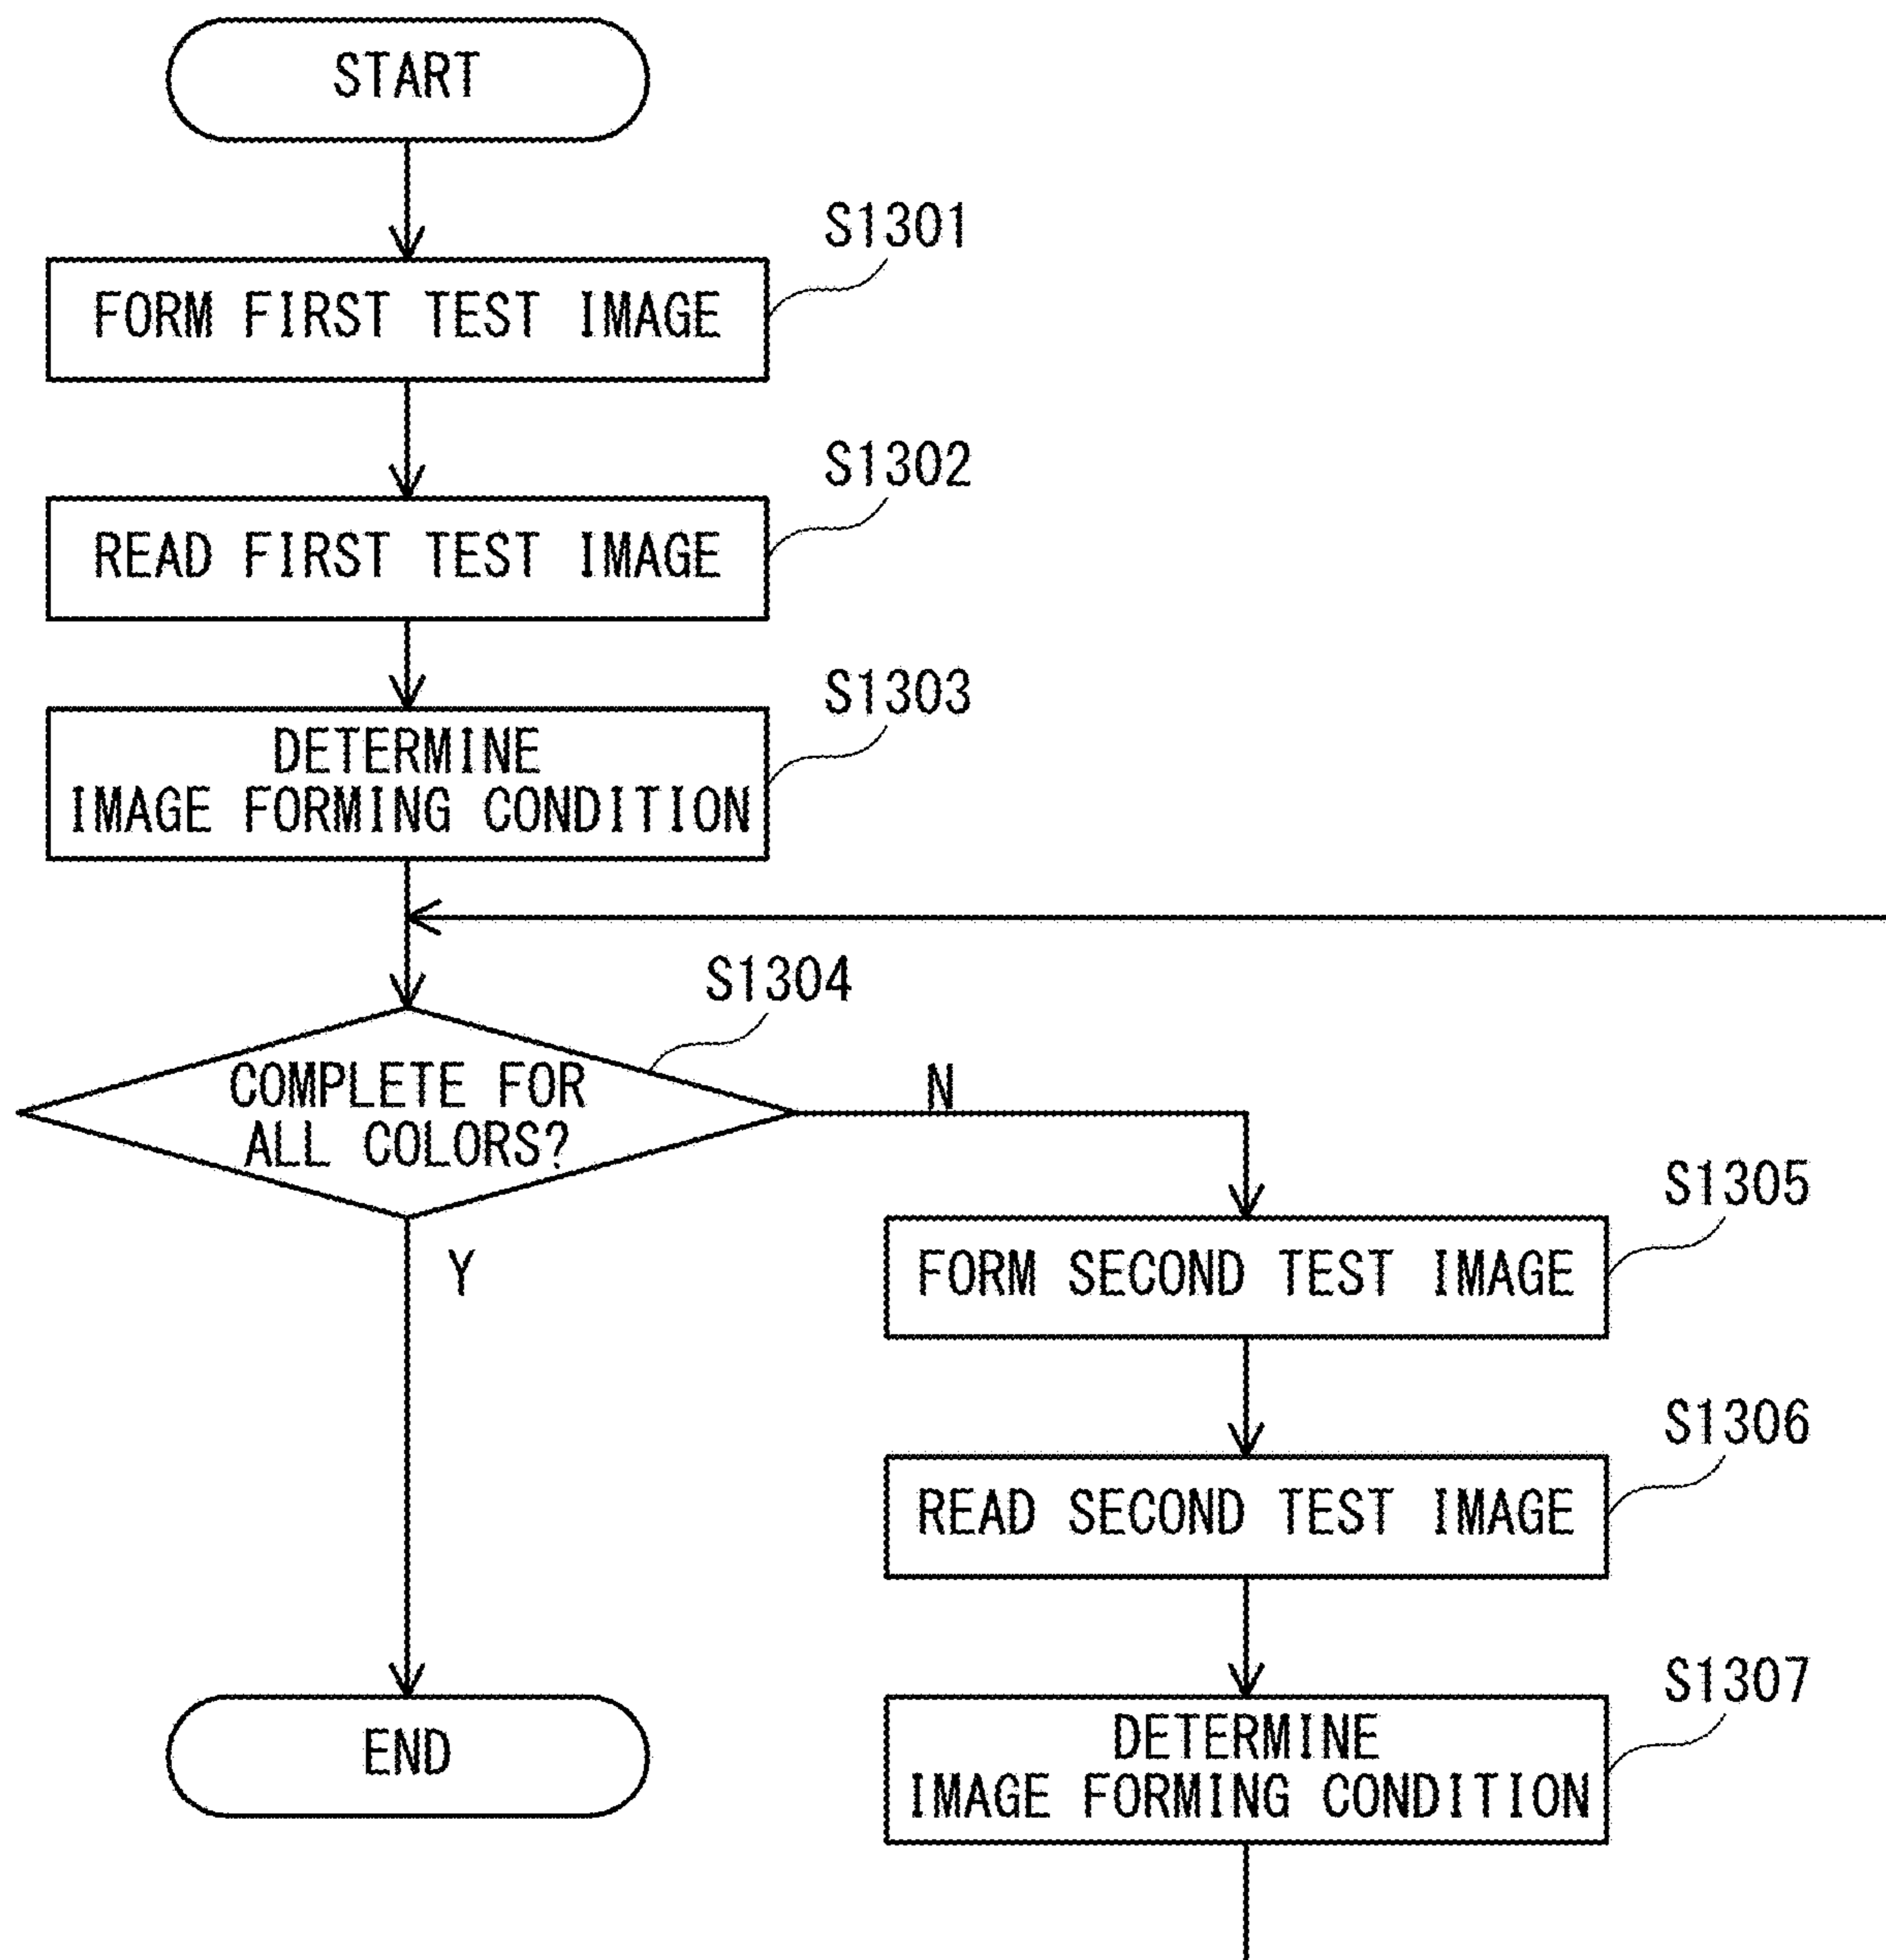 START
S1301
FORM FIRST TEST IMAGE
S1302
READ FIRST TEST IMAGE
S1303
DETERMINE
IMAGE FORMING CONDITION
S1304
COMPLETE FOR
ALL COLORS?
N
Y
S1305
FORM SECOND TEST IMAGE
S1306
READ SECOND TEST IMAGE
S1307
DETERMINE
IMAGE FORMING CONDITION
END